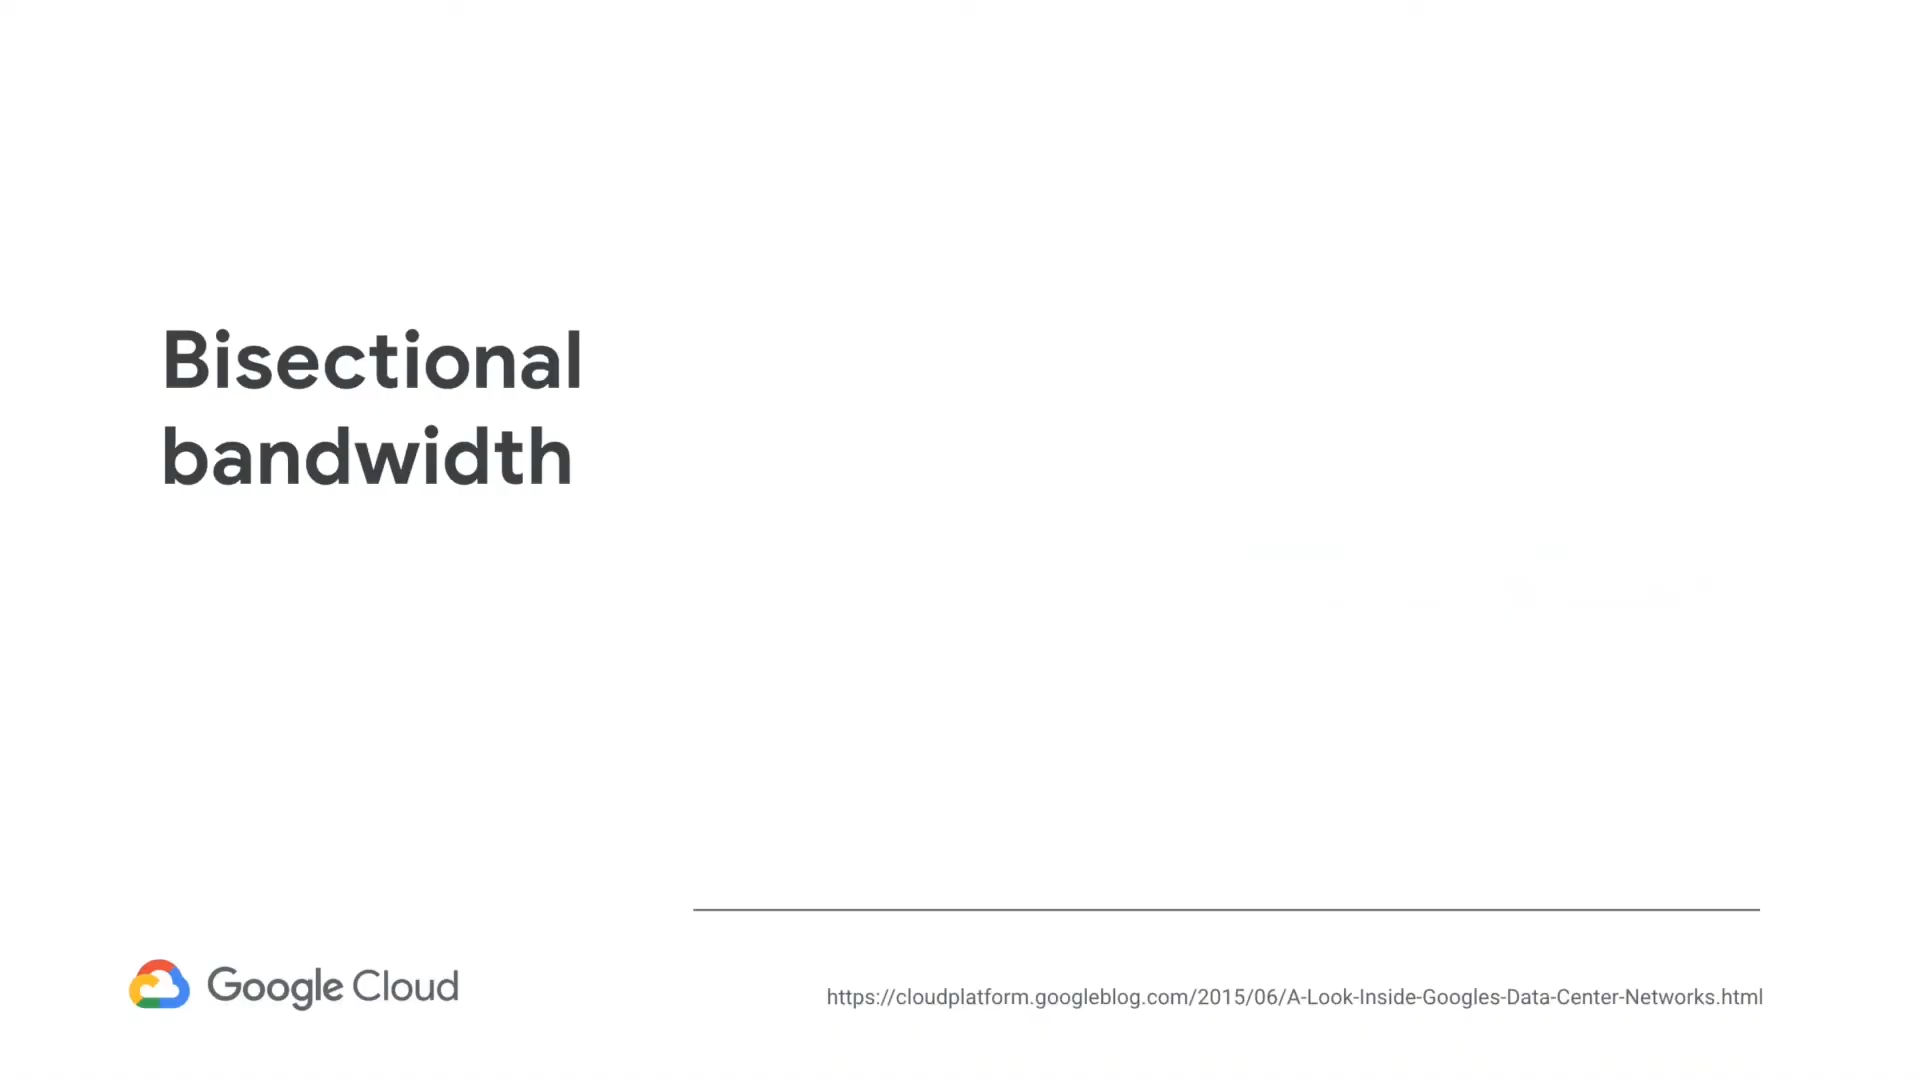 Bisectional
bandwidth
Google Cloud
https://cloudplatform.googleblog.com/2015/06/A-Look-Inside-Googles-Data-Center-Networks.html